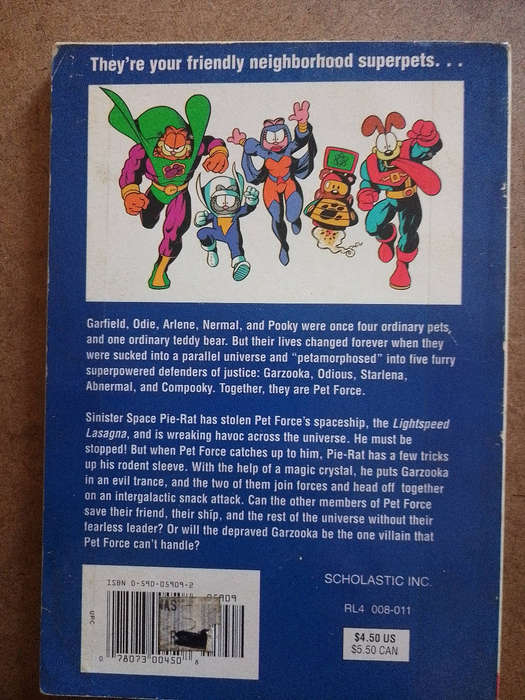 They're your friendly neighborhood superpets. . .
Garfield, Odie, Arlene, Nermal, and Pooky were once four ordinary pets,
and one ordinary teddy bear. But their lives changed forever when they
were sucked into a parallel universe and "petamorphosed" into five furry
superpowered defenders of justice: Garzooka, Odious, Starlena,
Abnermal, and Compooky. Together, they are Pet Force.
Sinister Space Pie-Rat has stolen Pet Force's spaceship, the Lightspeed
Lasagna, and is wreaking havoc across the universe. He must be
stopped! But when Pet Force catches up to him, Pie-Rat has a few tricks
up his rodent sleeve. With the help of a magic crystal, he puts Garzooka
in an evil trance, and the two of them join forces and head off together
on an intergalactic snack attack. Can the other members of Pet Force
save their friend, their ship, and the rest of the universe without their
fearless leader? Or will the depraved Garzooka be the one villain that
Pet Force can't handle?
ISBN 0-590-05909-2
UPC
0 78073 00450 8
SCHOLASTIC INC.
RL4 008-011
$4.50 US
$5.50 CAN